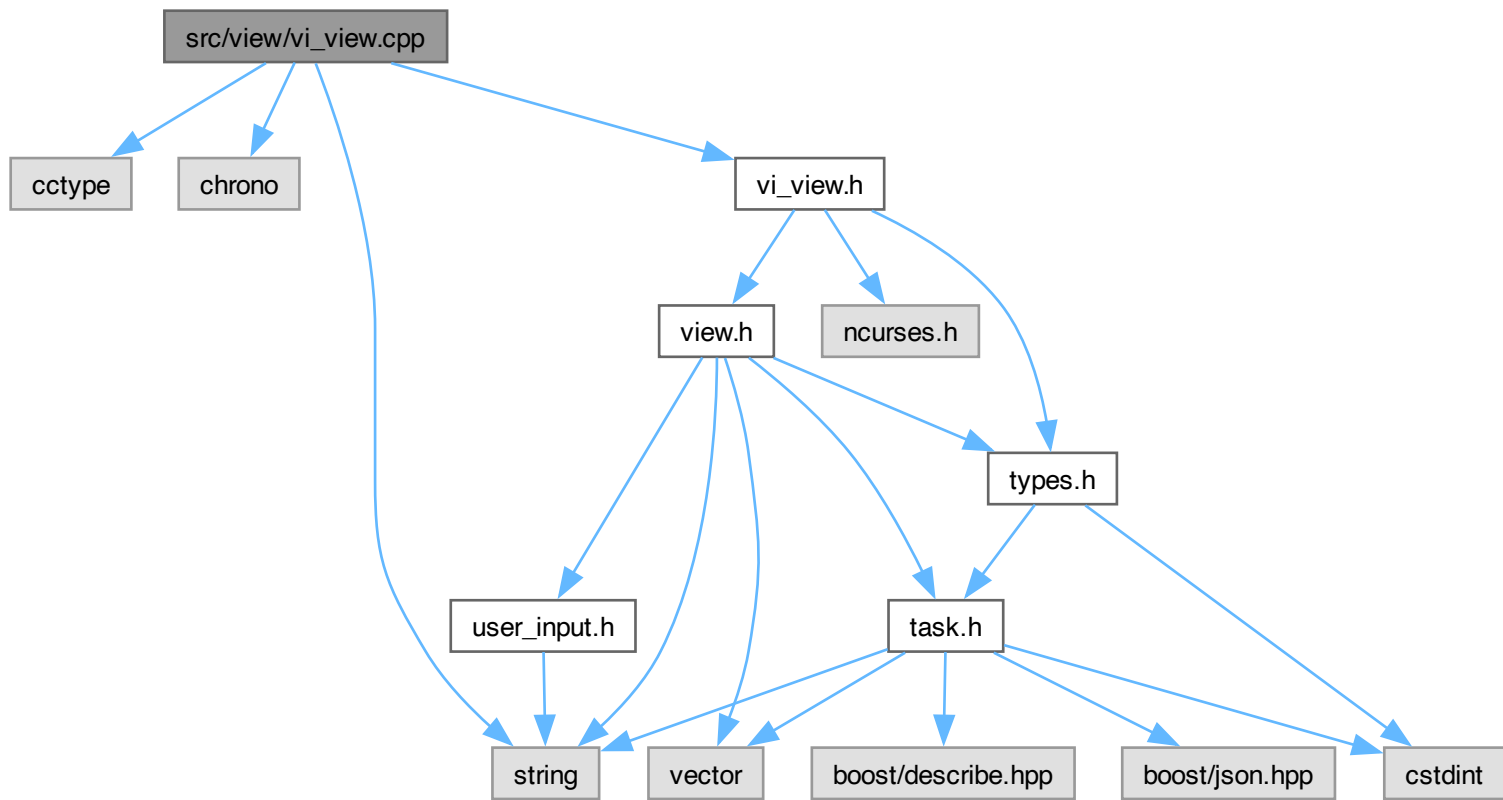 src/view/vi_view.cpp
cctype
chrono
vi_view.h
view.h
ncurses.h
types.h
user_input.h
task.h
string
vector
boost/describe.hpp
boost/json.hpp
cstdint